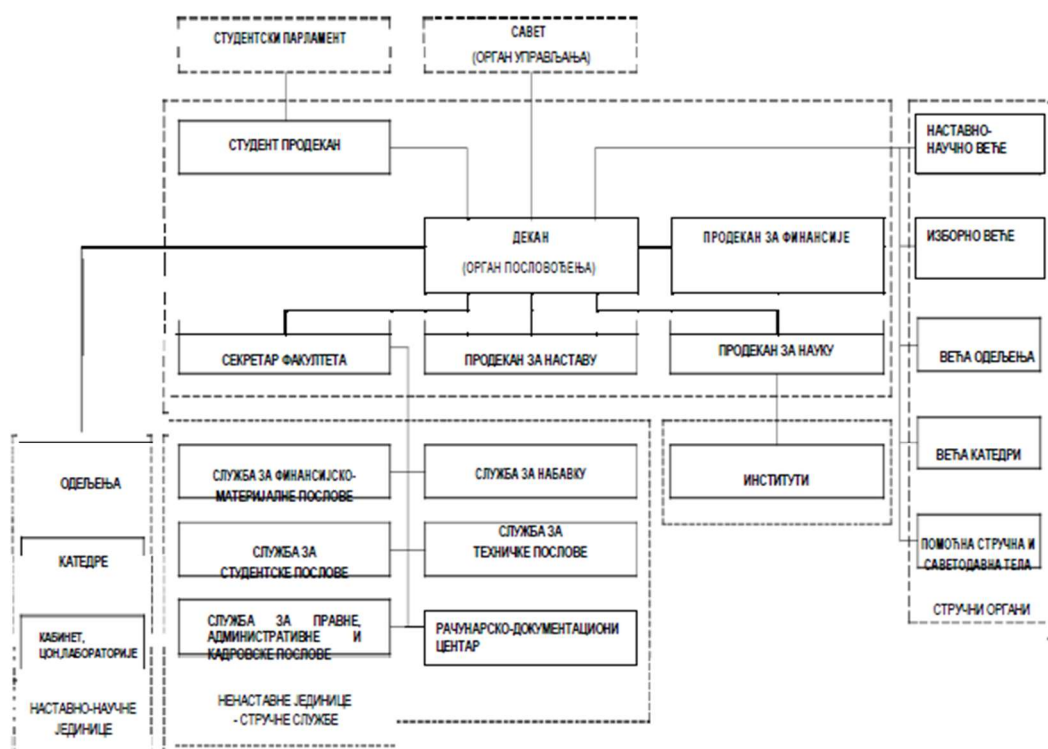 СТУДЕНТСКИ ПАРЛАМЕНТ
САВЕТ
(ОРГАН УПРАВЉАЊА)
СТУДЕНТ ПРОДЕКАН
НАСТАВНО-
НАУЧНО ВЕЋЕ
ДЕКАН
(ОРГАН ПОСЛОВОЂЕЊА)
ПРОДЕКАН ЗА ФИНАНСИЈЕ
ИЗБОРНО ВЕЋЕ
СЕКРЕТАР ФАКУЛТЕТА
ПРОДЕКАН ЗА НАСТАВУ
ПРОДЕКАН ЗА НАУКУ
ВЕЋА ОДЕЉЕЊА
ОДЕЉЕЊА
СЛУЖБА ЗА ФИНАНСИЈСКО-
МАТЕРИЈАЛНЕ ПОСЛОВЕ
СЛУЖБА ЗА НАБАВКУ
ИНСТИТУТИ
ВЕЋА КАТЕДРИ
КАТЕДРЕ
СЛУЖБА ЗА
СТУДЕНТСКЕ ПОСЛОВЕ
СЛУЖБА ЗА
ТЕХНИЧКЕ ПОСЛОВЕ
ПОМОЋНА СТРУЧНА И
САВЕТОДАВНА ТЕЛА
СТРУЧНИ ОРГАНИ
КАБИНЕТ,
ЦОН,ЛАБОРАТОРИЈЕ
СЛУЖБА ЗА ПРАВНЕ,
АДМИНИСТРАТИВНЕ И
КАДРОВСКЕ ПОСЛОВЕ
РАЧУНАРСКО-ДОКУМЕНТАЦИОНИ
ЦЕНТАР
НАСТАВНО-НАУЧНЕ
ЈЕДИНИЦЕ
НЕНАСТАВНЕ ЈЕДИНИЦЕ
- СТРУЧНЕ СЛУЖБЕ